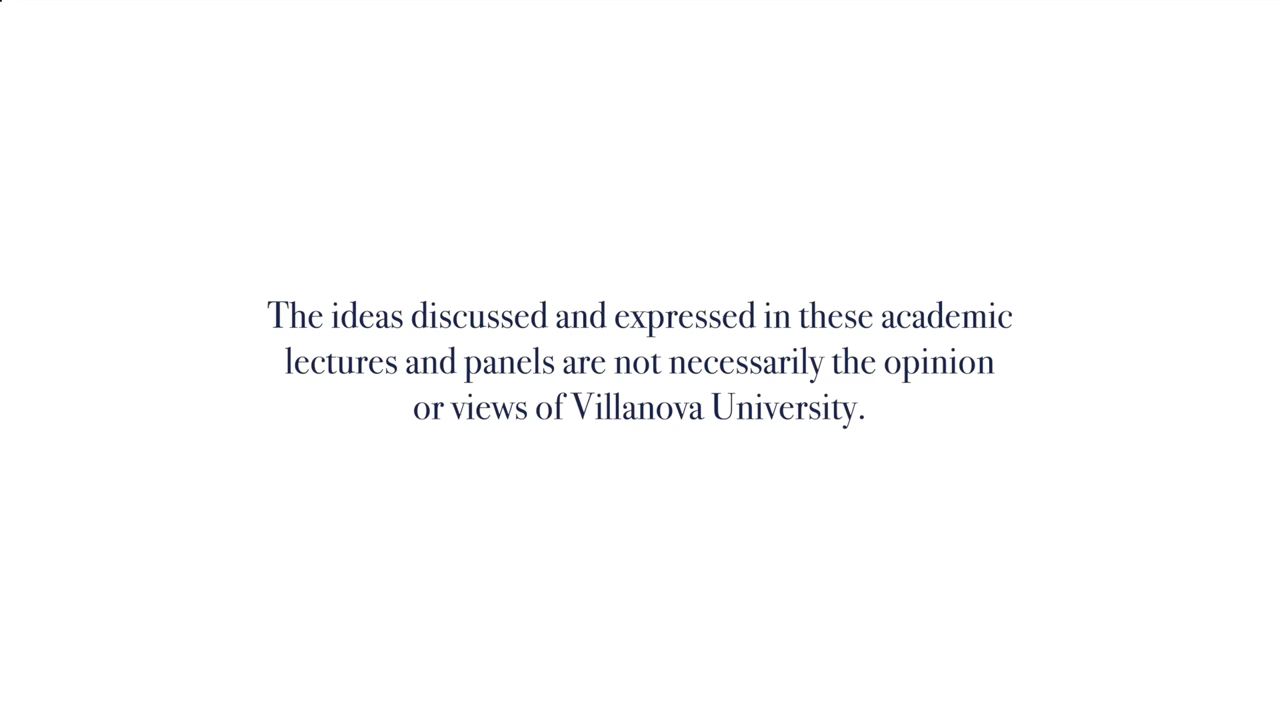 The ideas discussed and expressed in these academic
lectures and panels are not necessarily the opinion
or views of Villanova University.